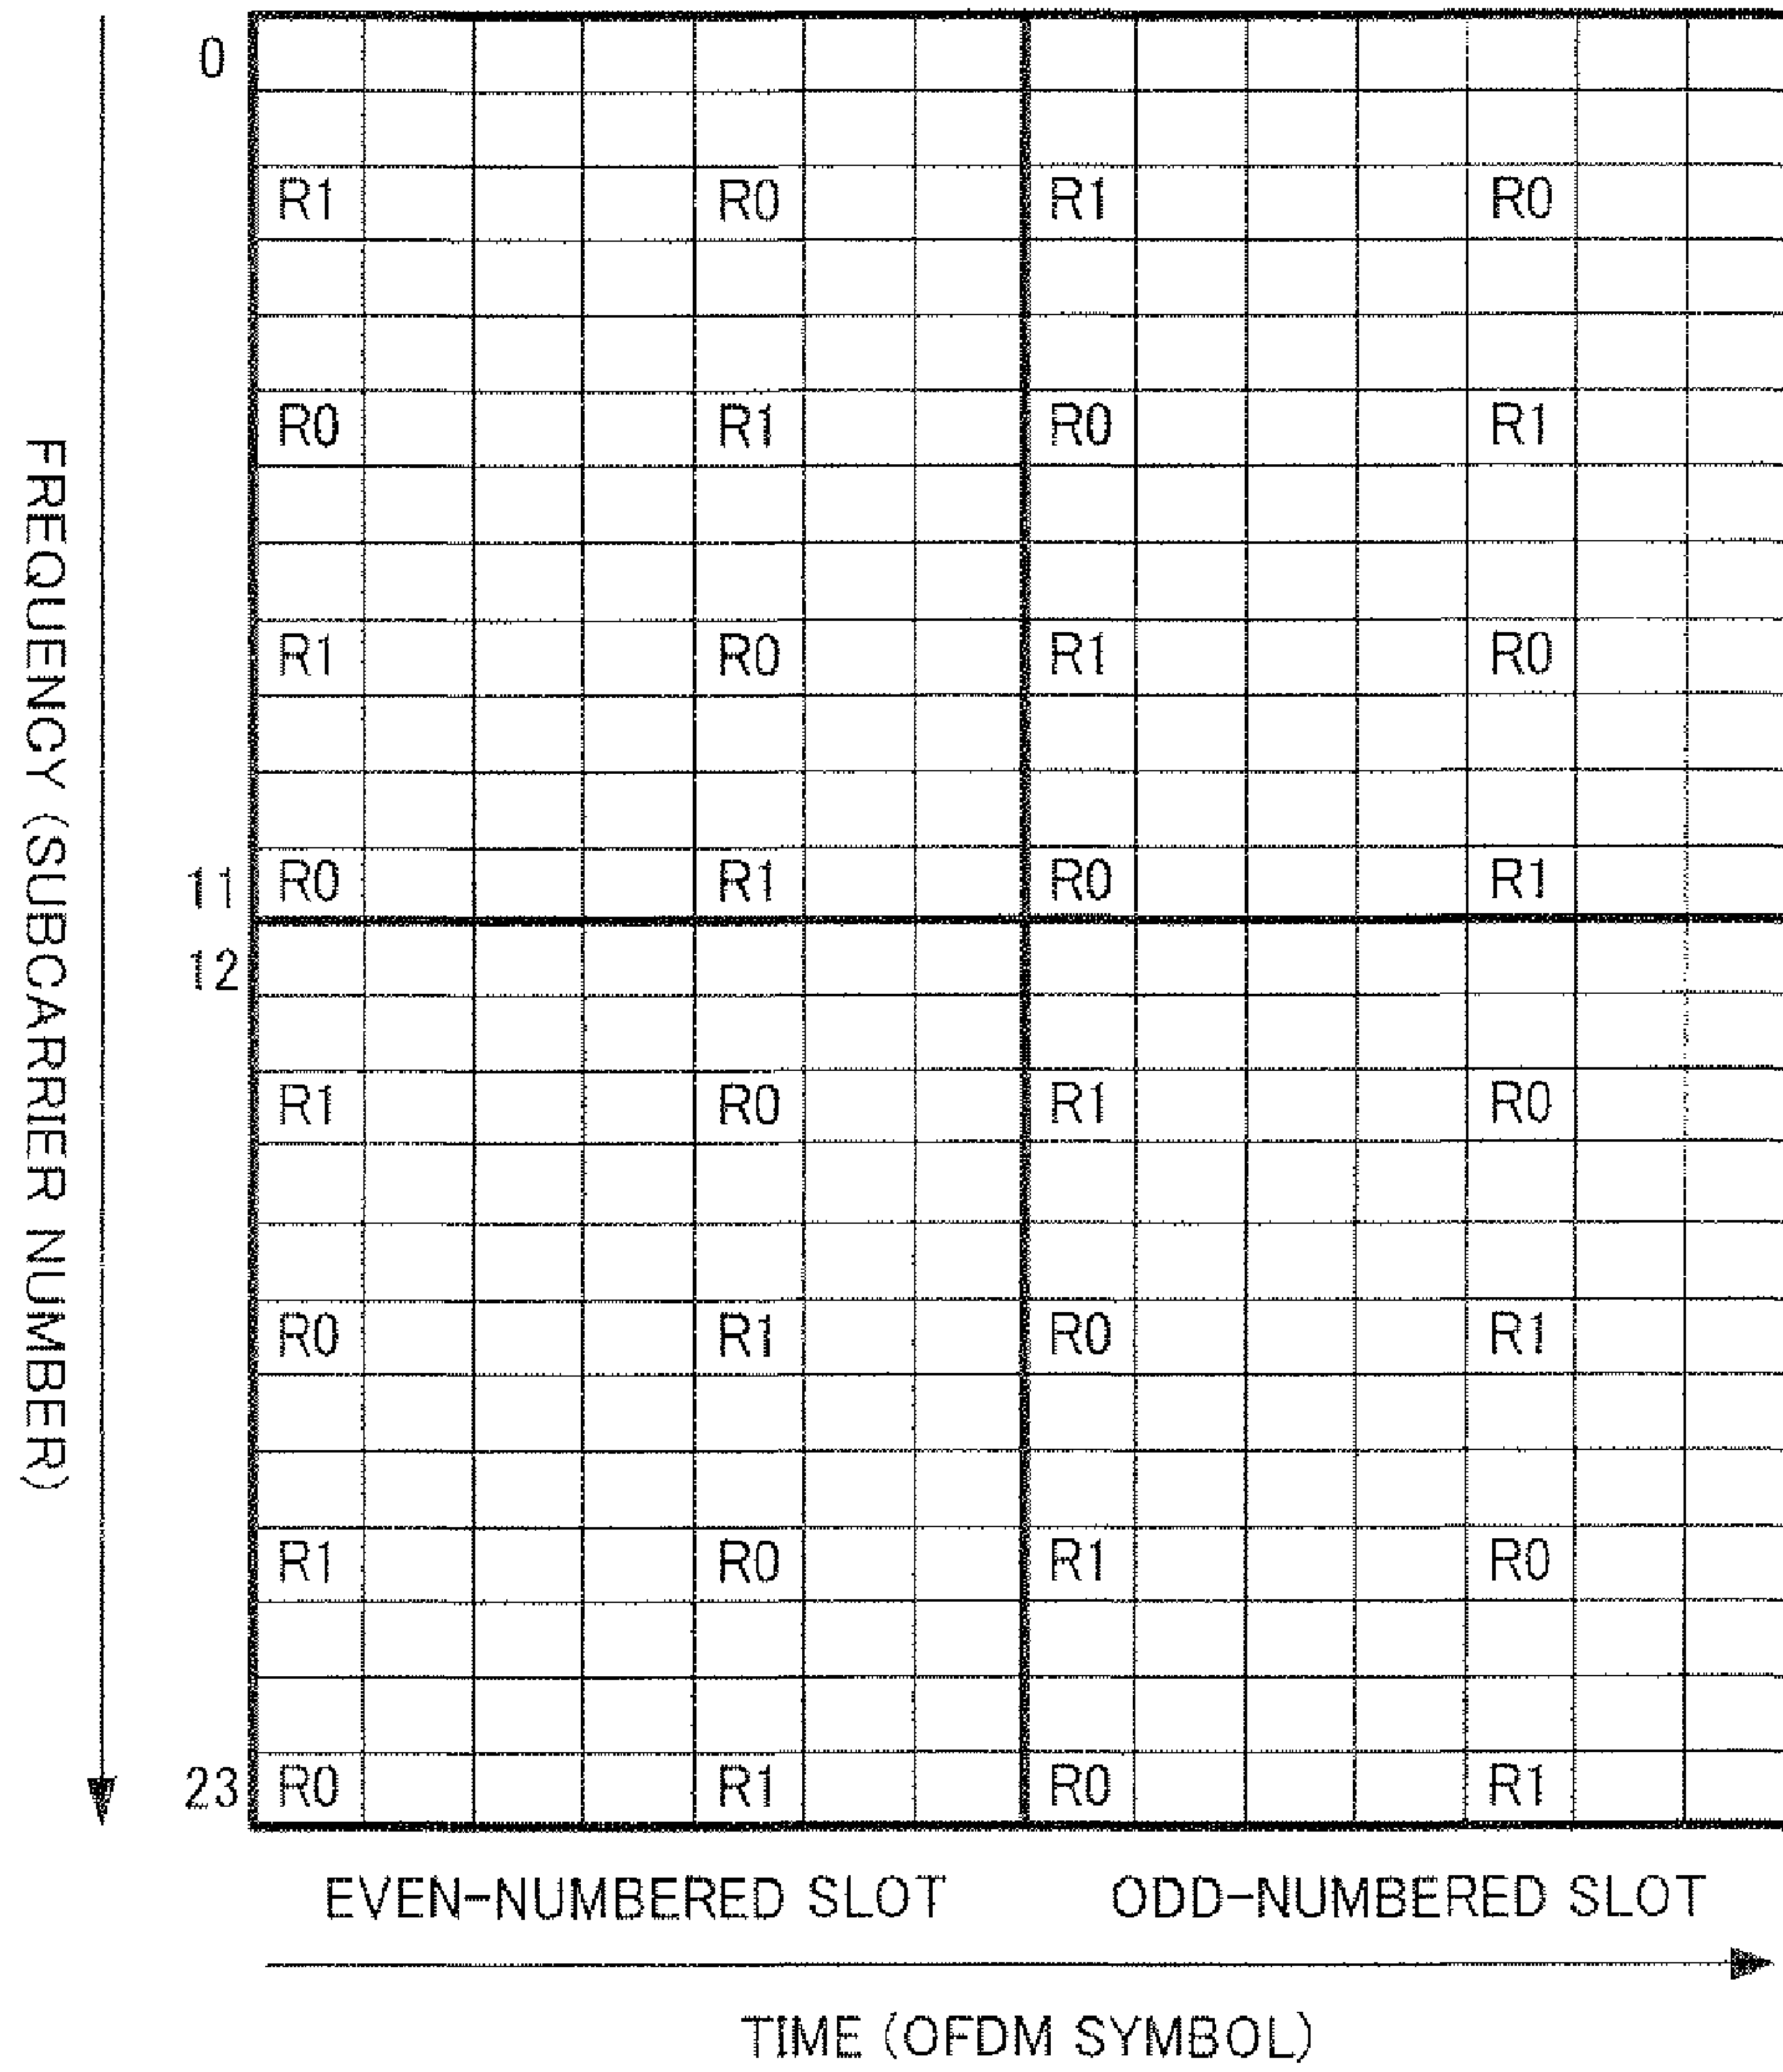 0
R1 R0 R1 R0
R0 R1 R0 R1
R1 R0 R1 R0
11 R0 R1 R0 R1
12
R1 R0 R1 R0
R0 R1 R0 R1
R1 R0 R1 R0
23 R0 R1 R0 R1
FREQUENCY (SUBCARRIER NUMBER)
EVEN-NUMBERED SLOT ODD-NUMBERED SLOT
TIME (OFDM SYMBOL)